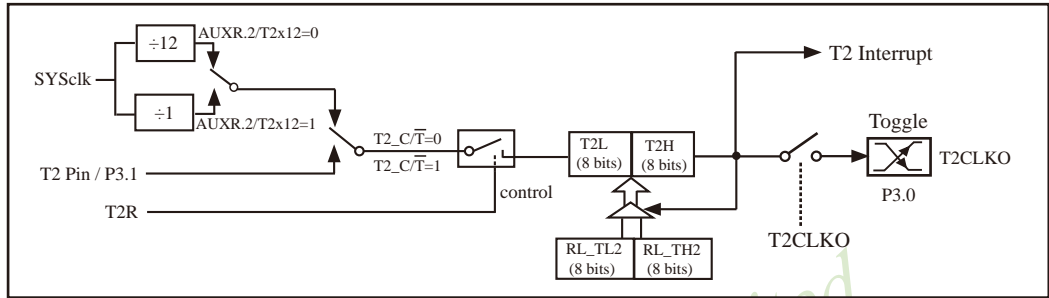 ÷12
AUXR.2/T2x12=0
SYSclk
÷1
AUXR.2/T2x12=1
T2 Pin / P3.1
T2R
T2_C/T̅=0
T2_C/T̅=1
control
T2L
(8 bits)
T2H
(8 bits)
RL_TL2
(8 bits)
RL_TH2
(8 bits)
T2 Interrupt
Toggle
T2CLKO
P3.0
T2CLKO